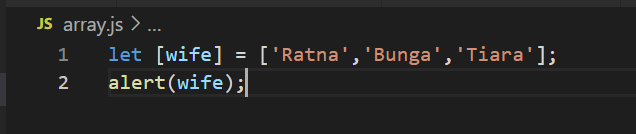 JS array.js > ...
1 let [wife] = ['Ratna','Bunga','Tiara'];
2 alert(wife);